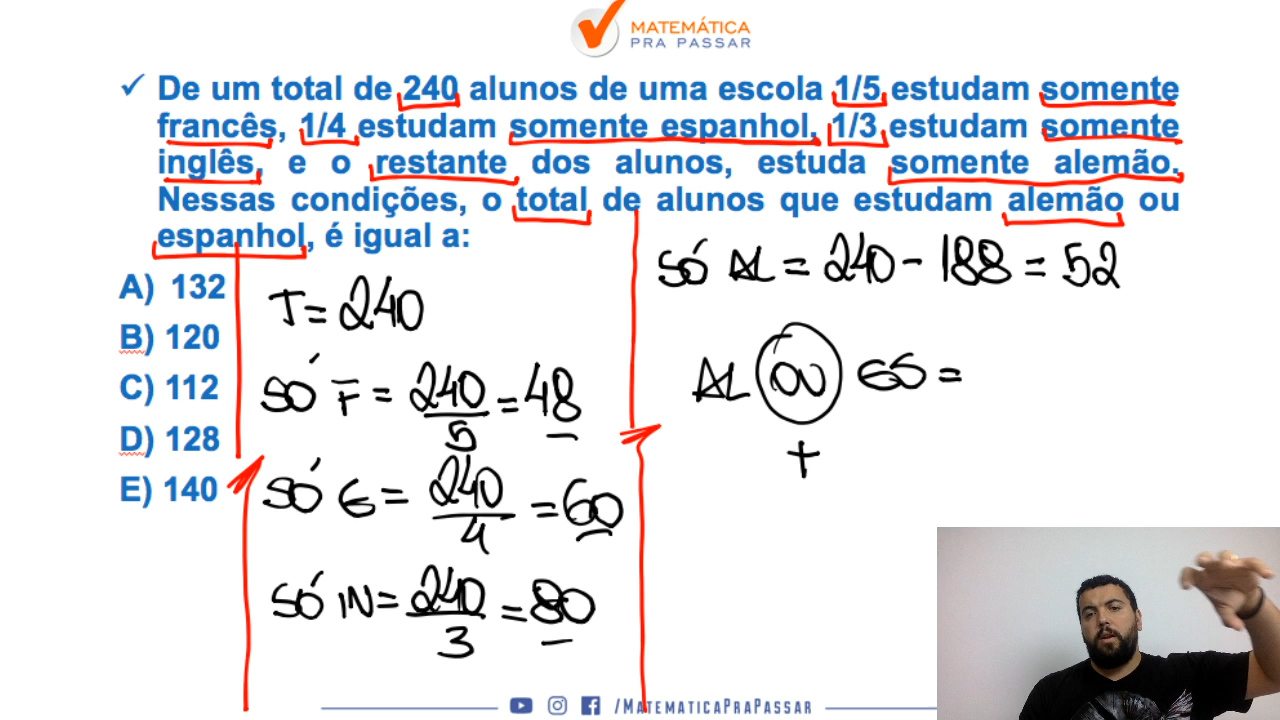 MATEMÁTICA
PRA PASSAR
✓ De um total de 240 alunos de uma escola 1/5 estudam somente
francês, 1/4 estudam somente espanhol, 1/3 estudam somente
inglês, e o restante dos alunos, estuda somente alemão.
Nessas condições, o total de alunos que estudam alemão ou
espanhol, é igual a:
A) 132
B) 120
C) 112
D) 128
E) 140
T = 240
SÓ F = 240/5 = 48
SÓ E = 240/4 = 60
SÓ IN = 240/3 = 80
SÓ AL = 240 - 188 = 52
AL OU ES =
+
/MATEMATICAPRAPASSAR